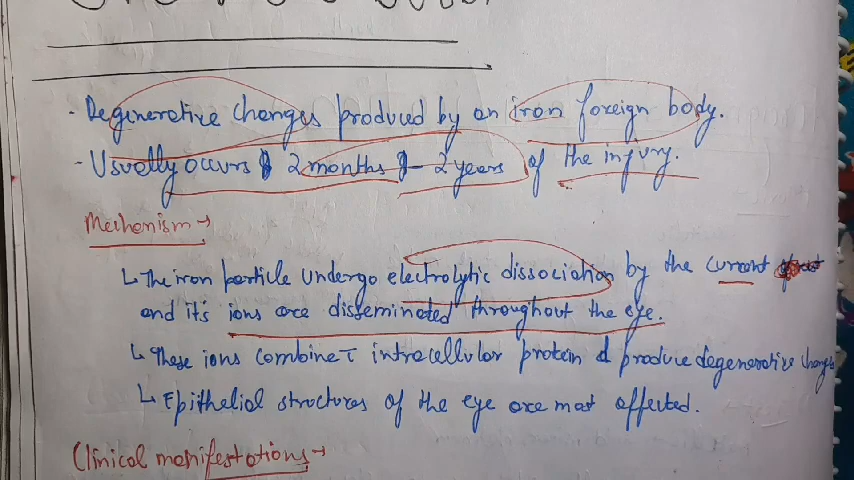 - Degenerative changes produced by an iron foreign body.
- Usually occurs 2 months - 2 years of the injury.
Mechanism →
↳ The iron particle undergo electrolytic dissociation by the current
and it's ions are disseminated throughout the eye.
↳ These ions combine c̄ intracellular protein & produce degenerative changes
↳ Epithelial structures of the eye are most affected.
Clinical manifestations →